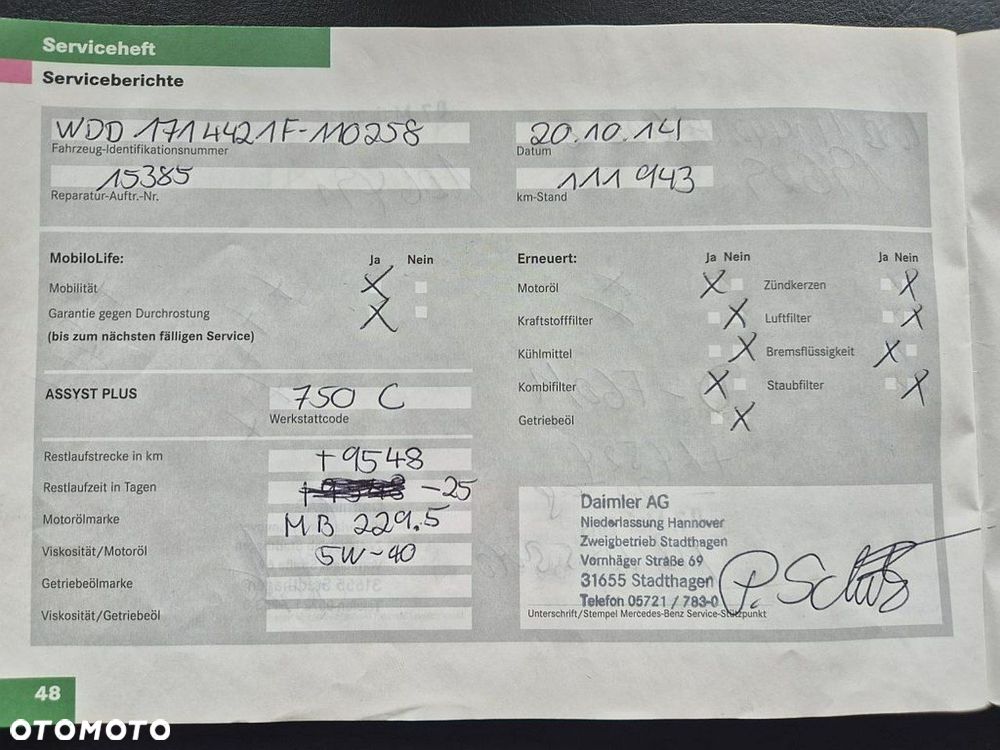 Serviceheft
Serviceberichte
WDD 1714421F-110258
Fahrzeug-Identifikationsnummer
20.10.14
Datum
15385
Reparatur-Auftr.-Nr.
111 943
km-Stand
MobiloLife: Ja Nein
Mobilität X
Garantie gegen Durchrostung X
(bis zum nächsten fälligen Service)
ASSYST PLUS 750 C
Werkstattcode
Restlaufstrecke in km +9548
Restlaufzeit in Tagen -25
Motorölmarke MB 229.5
Viskosität/Motoröl 5W-40
Getriebeölmarke
Viskosität/Getriebeöl
Erneuert: Ja Nein Ja Nein
Motoröl X Zündkerzen X
Kraftstofffilter X Luftfilter X
Kühlmittel X Bremsflüssigkeit X
Kombifilter X Staubfilter X
Getriebeöl X
Daimler AG
Niederlassung Hannover
Zweigbetrieb Stadthagen
Vornhäger Straße 69
31655 Stadthagen
Telefon 05721 / 783-0
Unterschrift/Stempel Mercedes-Benz Service-Stützpunkt
48
OTOMOTO